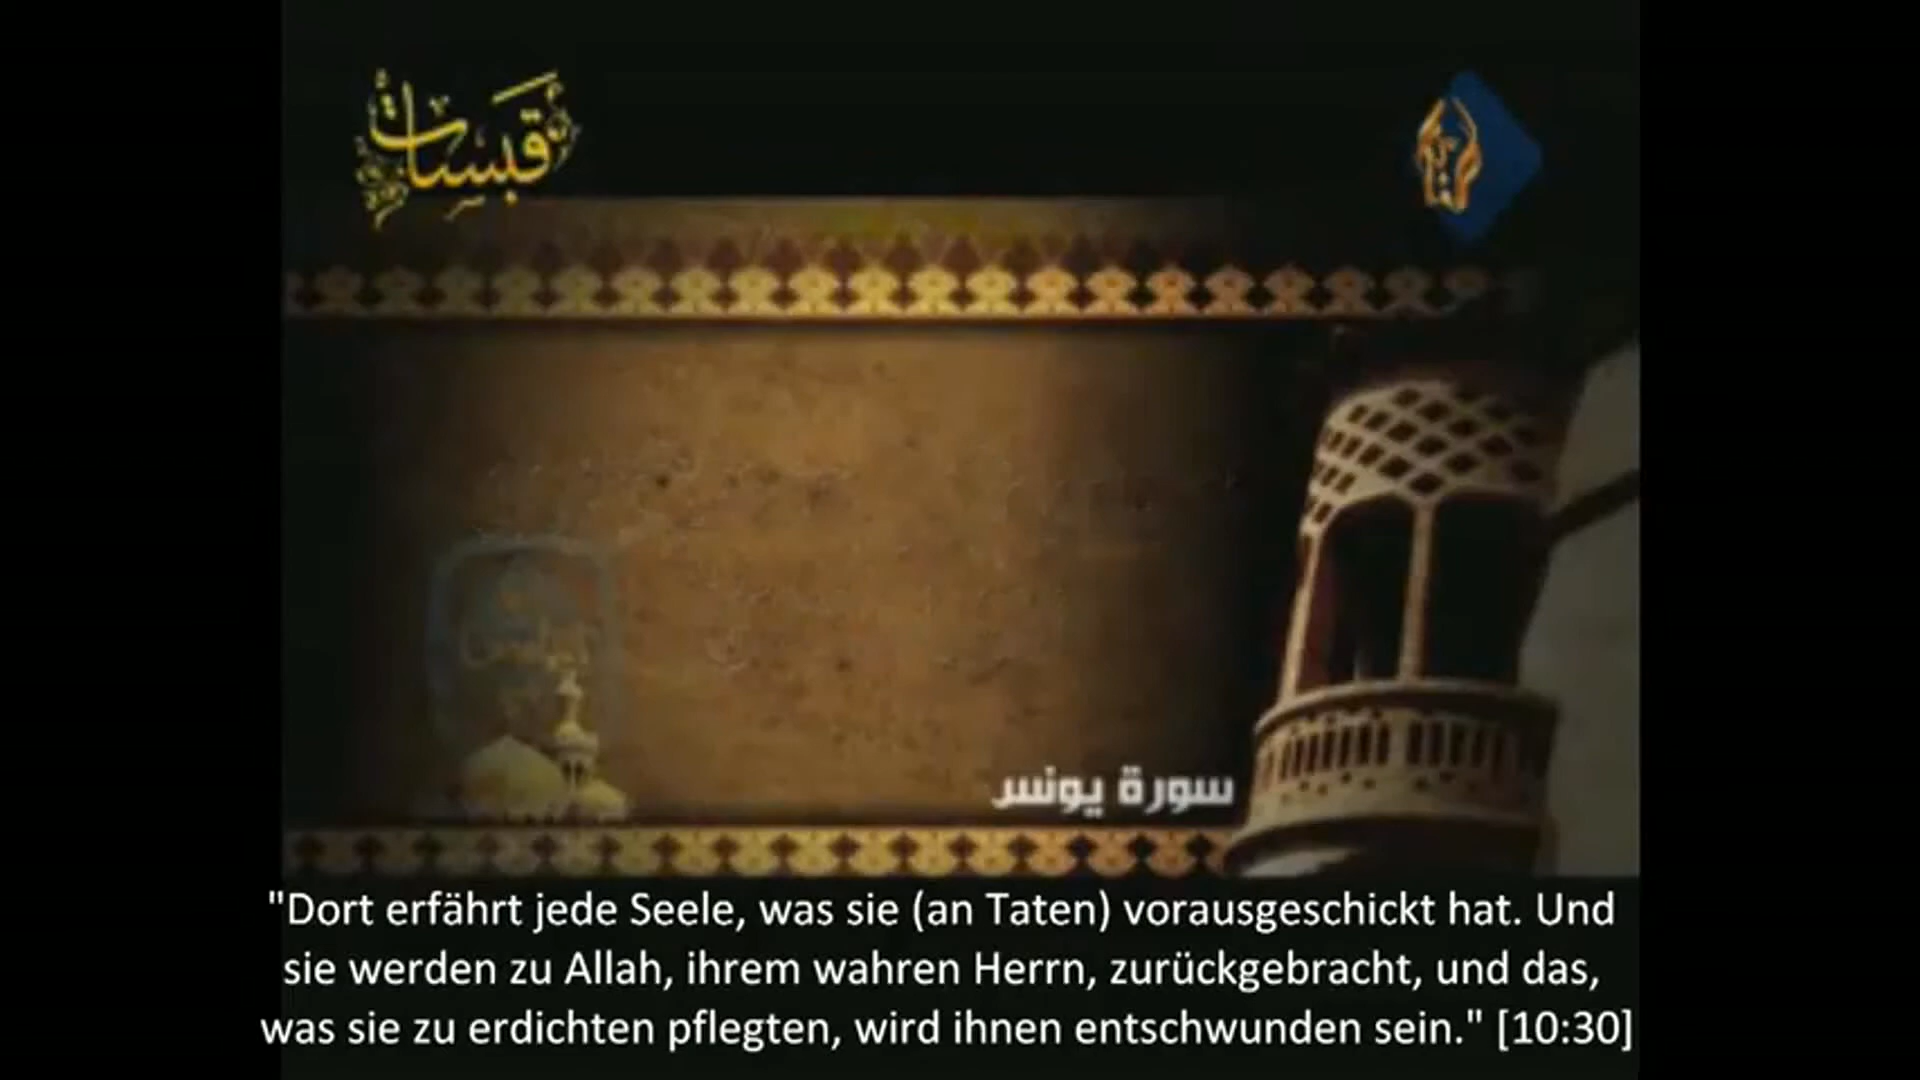 قبسات
سورة يونس
"Dort erfährt jede Seele, was sie (an Taten) vorausgeschickt hat. Und
sie werden zu Allah, ihrem wahren Herrn, zurückgebracht, und das,
was sie zu erdichten pflegten, wird ihnen entschwunden sein." [10:30]